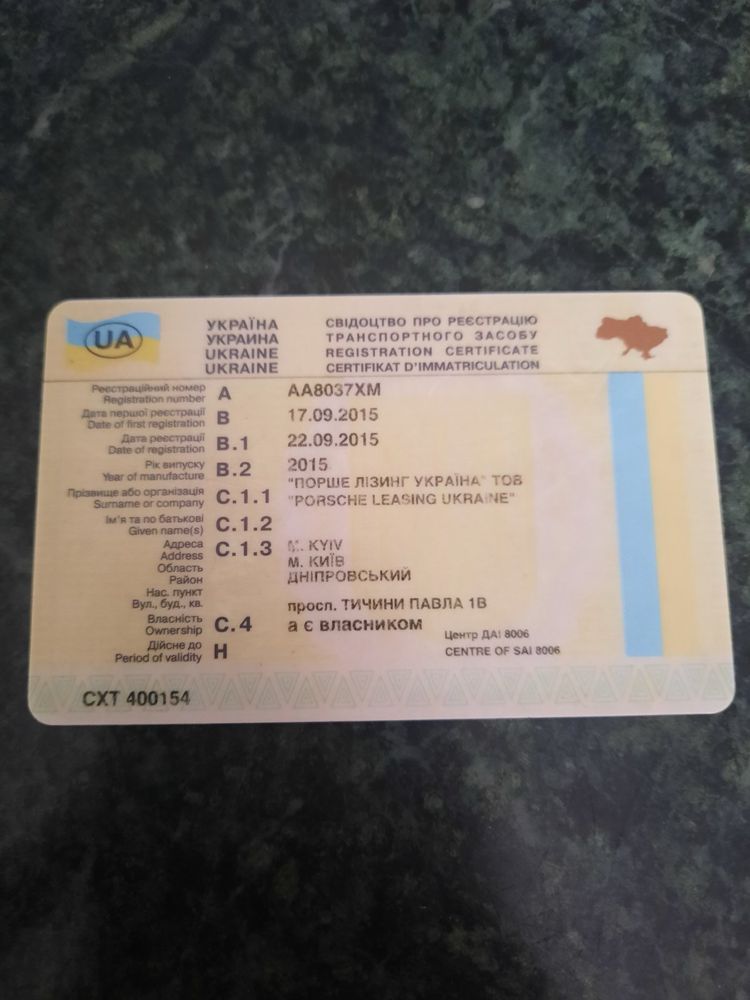 UA
УКРАЇНА
УКРАИНА
UKRAINE
UKRAINE
СВІДОЦТВО ПРО РЕЄСТРАЦІЮ
ТРАНСПОРТНОГО ЗАСОБУ
REGISTRATION CERTIFICATE
CERTIFIKAT D'IMMATRICULATION
Реєстраційний номер
Registration number A AA8037XM
Дата першої реєстрації
Date of first registration B 17.09.2015
Дата реєстрації
Date of registration B.1 22.09.2015
Рік випуску
Year of manufacture B.2 2015
Прізвище або організація
Surname or company C.1.1 "ПОРШЕ ЛІЗИНГ УКРАЇНА" ТОВ
"PORSCHE LEASING UKRAINE"
Ім'я та по батькові
Given name(s) C.1.2
Адреса
Address C.1.3 M. KYIV
Область М. КИЇВ
Район ДНІПРОВСЬКИЙ
Нас. пункт
Вул., буд., кв. просп. ТИЧИНИ ПАВЛА 1В
Власність
Ownership C.4 а є власником
Дійсне до
Period of validity H
Центр ДАІ 8006
CENTRE OF SAI 8006
CXT 400154